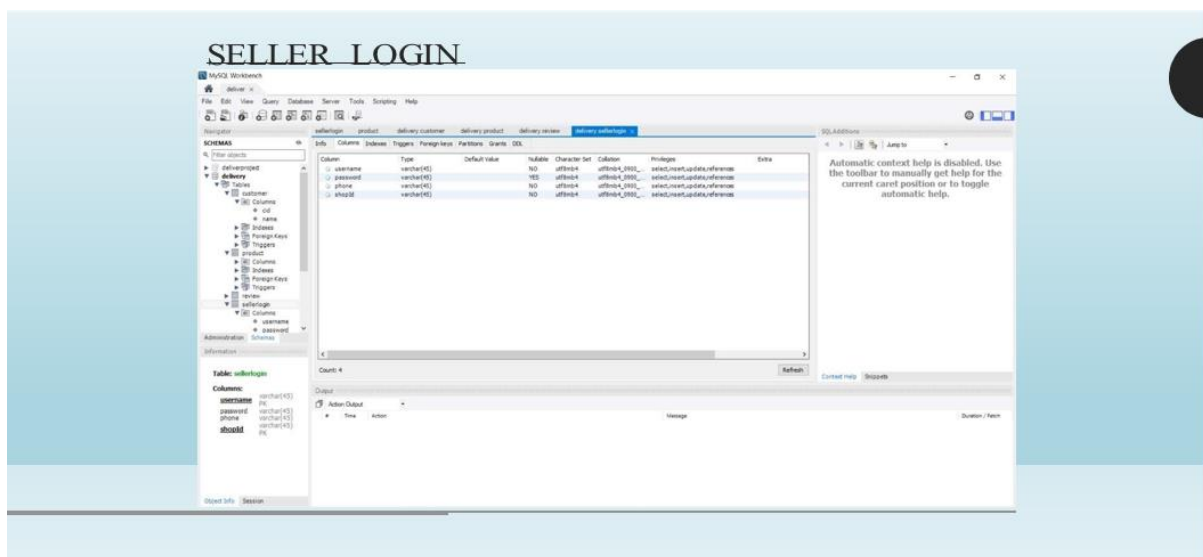 SELLER LOGIN
MySQL Workbench
deliver x
File Edit View Query Database Server Tools Scripting Help
Navigator
SCHEMAS
Filter objects
deliverproject
delivery
Tables
customer
Columns
cid
name
Indexes
Foreign Keys
Triggers
product
Columns
Indexes
Foreign Keys
Triggers
review
sellerlogin
Columns
username
password
Administration Schemas
Information
Table: sellerlogin
Columns:
username varchar(45) PK
password varchar(45)
phone varchar(45)
shopId varchar(45) PK
Object Info Session
sellerlogin product delivery.customer delivery.product delivery.review delivery.sellerlogin x
Info Columns Indexes Triggers Foreign keys Partitions Grants DDL
Column Type Default Value Nullable Character Set Collation Privileges Extra
username varchar(45) NO utf8mb4 utf8mb4_0900_... select,insert,update,references
password varchar(45) YES utf8mb4 utf8mb4_0900_... select,insert,update,references
phone varchar(45) NO utf8mb4 utf8mb4_0900_... select,insert,update,references
shopId varchar(45) NO utf8mb4 utf8mb4_0900_... select,insert,update,references
Count: 4
Refresh
Output
Action Output
# Time Action Message Duration / Fetch
SQL Additions
Jump to
Automatic context help is disabled. Use
the toolbar to manually get help for the
current caret position or to toggle
automatic help.
Context Help Snippets